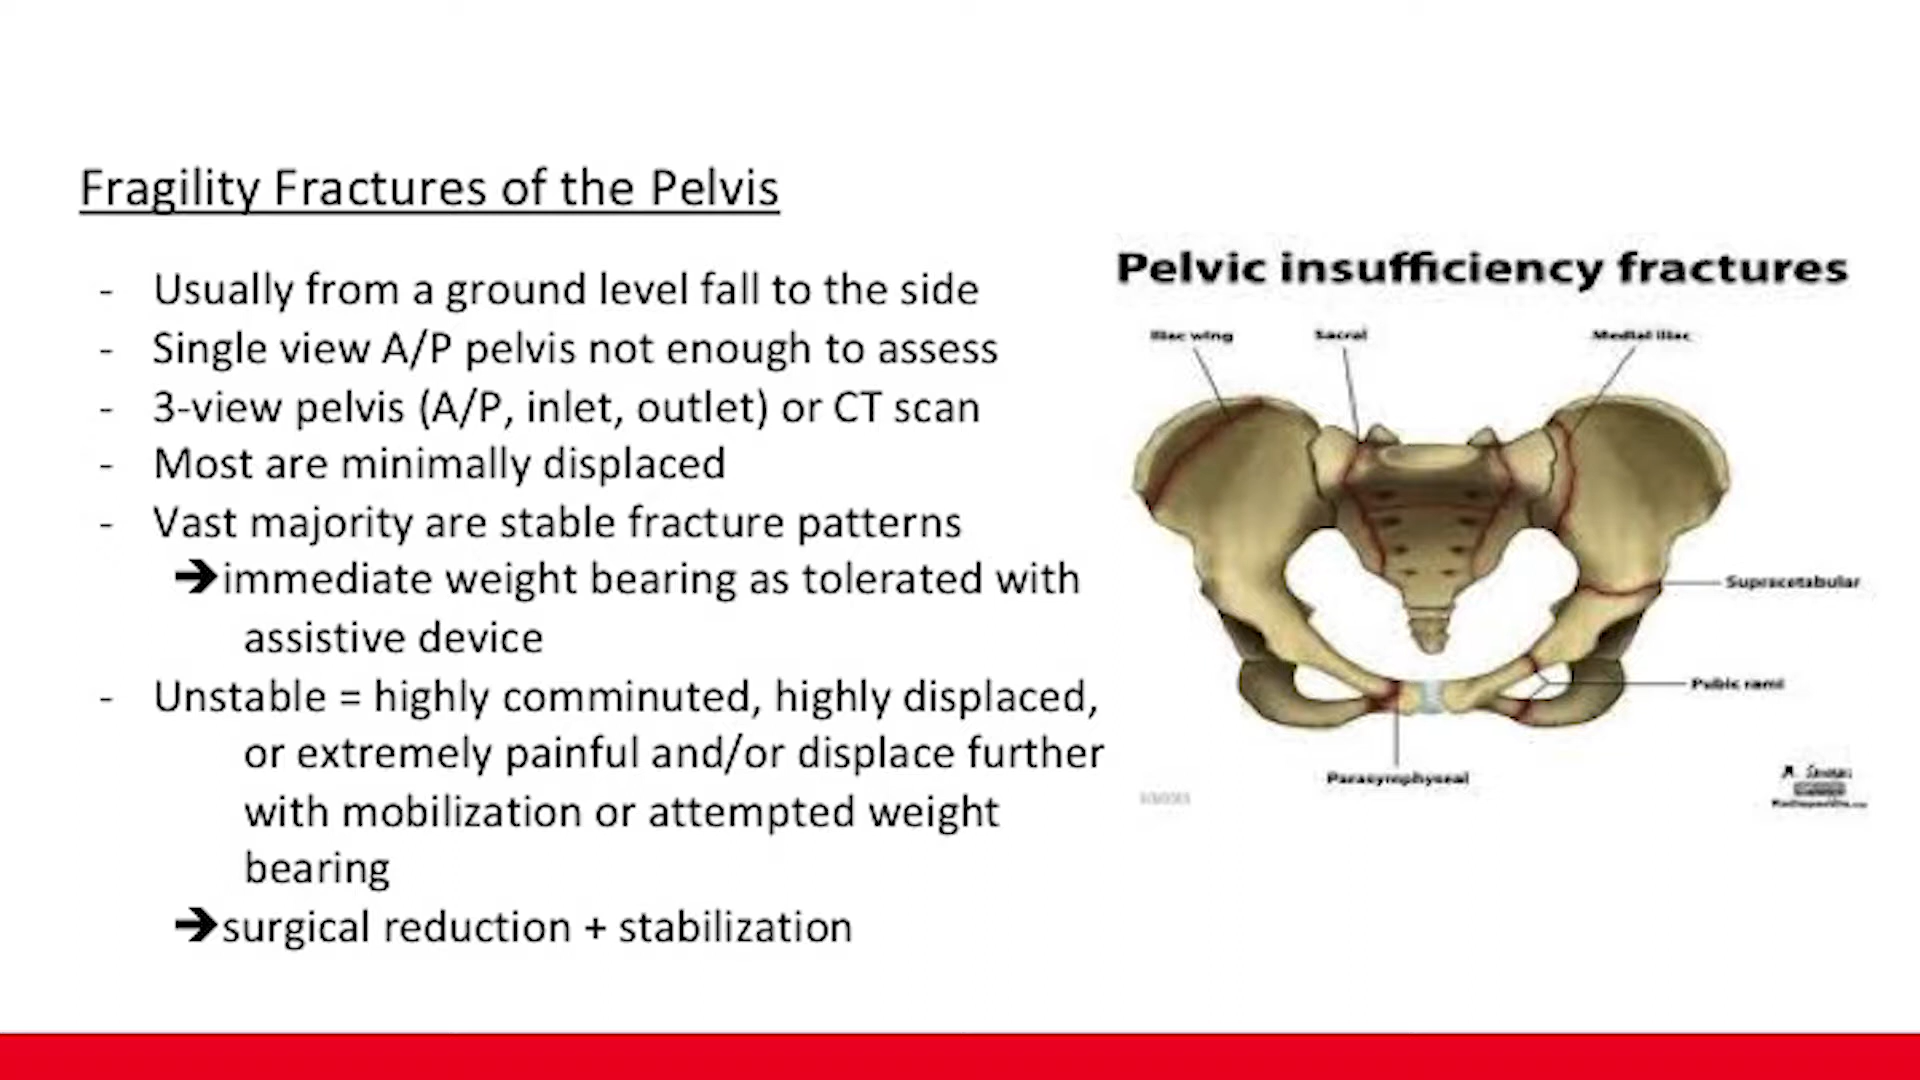 Fragility Fractures of the Pelvis
- Usually from a ground level fall to the side
- Single view A/P pelvis not enough to assess
- 3-view pelvis (A/P, inlet, outlet) or CT scan
- Most are minimally displaced
- Vast majority are stable fracture patterns
➔immediate weight bearing as tolerated with
assistive device
- Unstable = highly comminuted, highly displaced,
or extremely painful and/or displace further
with mobilization or attempted weight
bearing
➔surgical reduction + stabilization
Pelvic insufficiency fractures
Iliac wing
Sacral
Medial iliac
Supracetabular
Pubic rami
Parasymphyseal